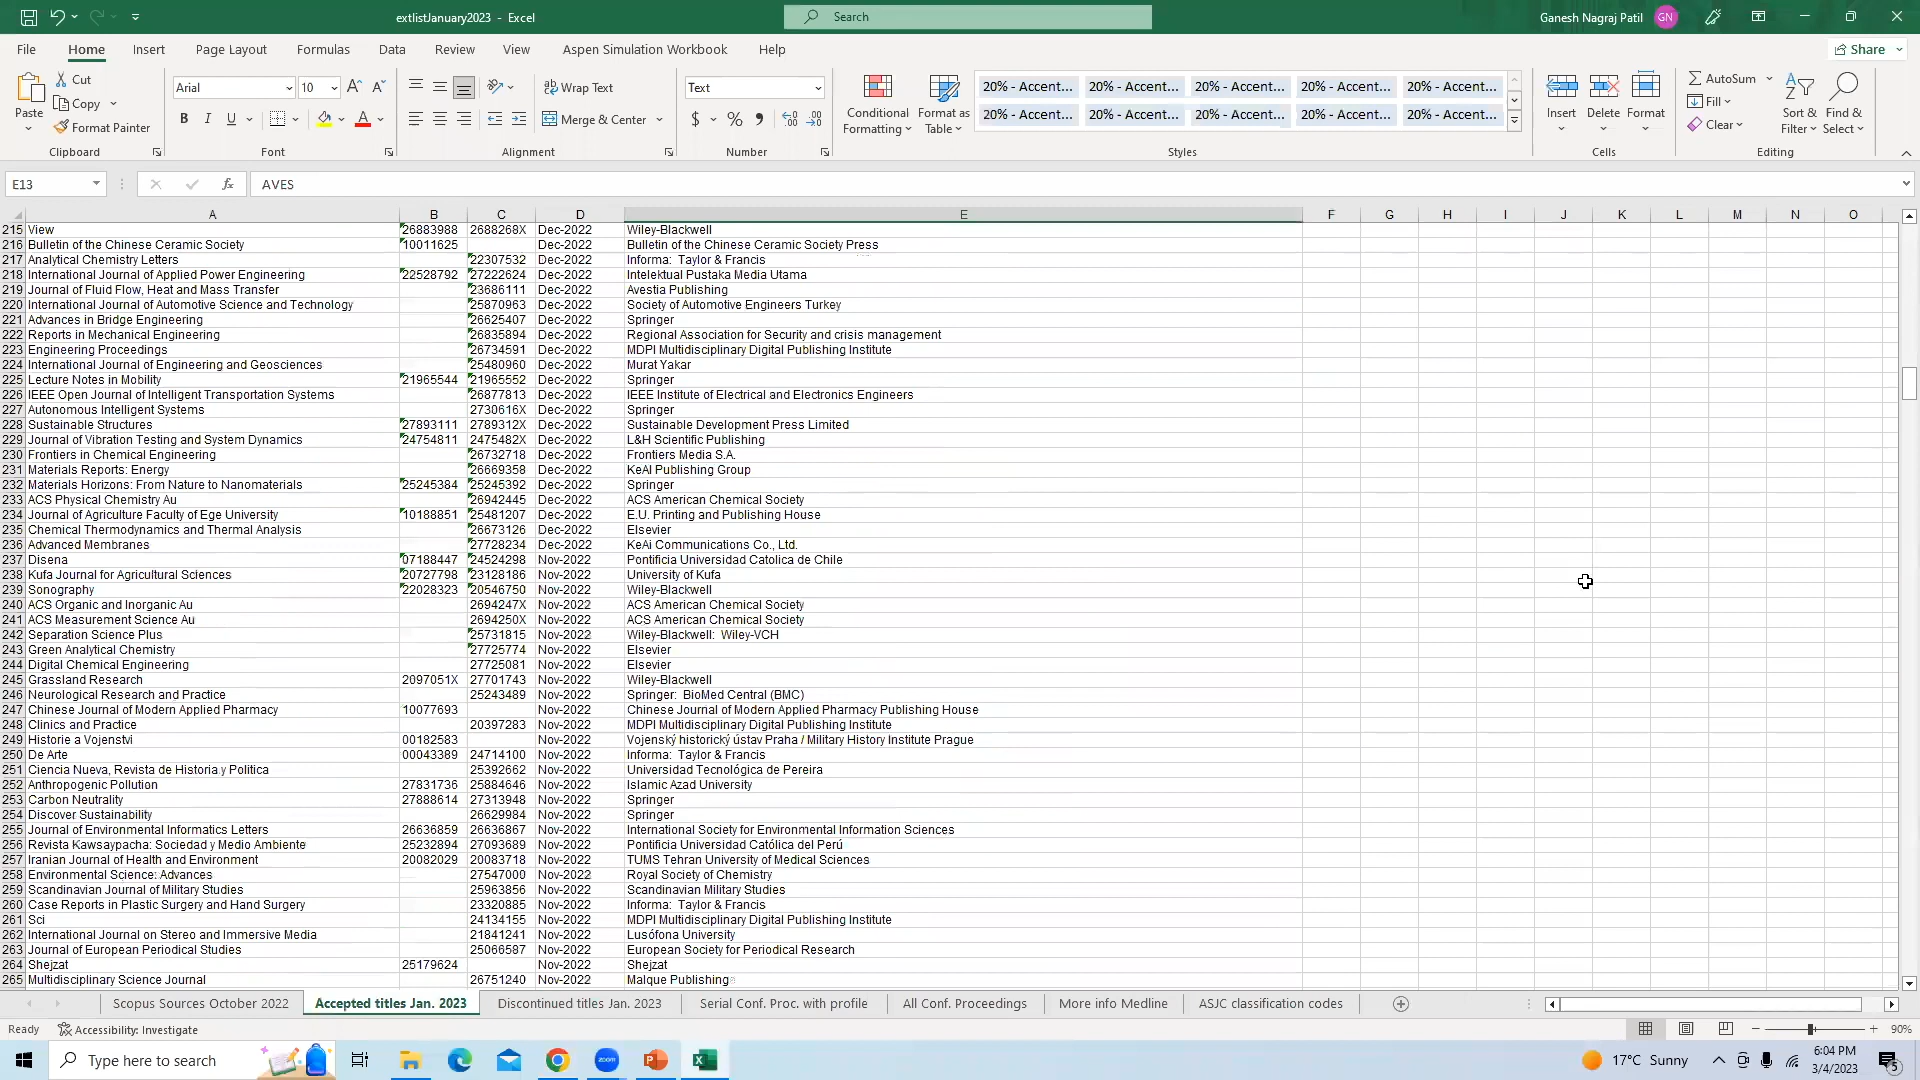 extlistJanuary2023 - Excel
Search
Ganesh Nagraj Patil
GN
File Home Insert Page Layout Formulas Data Review View Aspen Simulation Workbook Help
Share
Paste
Cut
Copy
Format Painter
Clipboard
Arial 10
Font
Wrap Text
Merge & Center
Alignment
Text
Number
Conditional Formatting
Format as Table
20% - Accent... 20% - Accent... 20% - Accent... 20% - Accent... 20% - Accent...
20% - Accent... 20% - Accent... 20% - Accent... 20% - Accent... 20% - Accent...
Styles
Insert Delete Format
Cells
AutoSum
Fill
Clear
Sort & Filter
Find & Select
Editing
E13 fx AVES
A B C D E F G H I J K L M N O
215 View 26883988 2688268X Dec-2022 Wiley-Blackwell
216 Bulletin of the Chinese Ceramic Society 10011625 Dec-2022 Bulletin of the Chinese Ceramic Society Press
217 Analytical Chemistry Letters 22307532 Dec-2022 Informa: Taylor & Francis
218 International Journal of Applied Power Engineering 22528792 27222624 Dec-2022 Intelektual Pustaka Media Utama
219 Journal of Fluid Flow, Heat and Mass Transfer 23686111 Dec-2022 Avestia Publishing
220 International Journal of Automotive Science and Technology 25870963 Dec-2022 Society of Automotive Engineers Turkey
221 Advances in Bridge Engineering 26625407 Dec-2022 Springer
222 Reports in Mechanical Engineering 26835894 Dec-2022 Regional Association for Security and crisis management
223 Engineering Proceedings 26734591 Dec-2022 MDPI Multidisciplinary Digital Publishing Institute
224 International Journal of Engineering and Geosciences 25480960 Dec-2022 Murat Yakar
225 Lecture Notes in Mobility 21965544 21965552 Dec-2022 Springer
226 IEEE Open Journal of Intelligent Transportation Systems 26877813 Dec-2022 IEEE Institute of Electrical and Electronics Engineers
227 Autonomous Intelligent Systems 2730616X Dec-2022 Springer
228 Sustainable Structures 27893111 2789312X Dec-2022 Sustainable Development Press Limited
229 Journal of Vibration Testing and System Dynamics 24754811 2475482X Dec-2022 L&H Scientific Publishing
230 Frontiers in Chemical Engineering 26732718 Dec-2022 Frontiers Media S.A.
231 Materials Reports: Energy 26669358 Dec-2022 KeAI Publishing Group
232 Materials Horizons: From Nature to Nanomaterials 25245384 25245392 Dec-2022 Springer
233 ACS Physical Chemistry Au 26942445 Dec-2022 ACS American Chemical Society
234 Journal of Agriculture Faculty of Ege University 10188851 25481207 Dec-2022 E.U. Printing and Publishing House
235 Chemical Thermodynamics and Thermal Analysis 26673126 Dec-2022 Elsevier
236 Advanced Membranes 27728234 Dec-2022 KeAi Communications Co., Ltd.
237 Disena 07188447 24524298 Nov-2022 Pontificia Universidad Catolica de Chile
238 Kufa Journal for Agricultural Sciences 20727798 23128186 Nov-2022 University of Kufa
239 Sonography 22028323 20546750 Nov-2022 Wiley-Blackwell
240 ACS Organic and Inorganic Au 2694247X Nov-2022 ACS American Chemical Society
241 ACS Measurement Science Au 2694250X Nov-2022 ACS American Chemical Society
242 Separation Science Plus 25731815 Nov-2022 Wiley-Blackwell: Wiley-VCH
243 Green Analytical Chemistry 27725774 Nov-2022 Elsevier
244 Digital Chemical Engineering 27725081 Nov-2022 Elsevier
245 Grassland Research 2097051X 27701743 Nov-2022 Wiley-Blackwell
246 Neurological Research and Practice 25243489 Nov-2022 Springer: BioMed Central (BMC)
247 Chinese Journal of Modern Applied Pharmacy 10077693 Nov-2022 Chinese Journal of Modern Applied Pharmacy Publishing House
248 Clinics and Practice 20397283 Nov-2022 MDPI Multidisciplinary Digital Publishing Institute
249 Historie a Vojenstvi 00182583 Nov-2022 Vojenský historický ústav Praha / Military History Institute Prague
250 De Arte 00043389 24714100 Nov-2022 Informa: Taylor & Francis
251 Ciencia Nueva, Revista de Historia y Politica 25392662 Nov-2022 Universidad Tecnológica de Pereira
252 Anthropogenic Pollution 27831736 25884646 Nov-2022 Islamic Azad University
253 Carbon Neutrality 27888614 27313948 Nov-2022 Springer
254 Discover Sustainability 26629984 Nov-2022 Springer
255 Journal of Environmental Informatics Letters 26636859 26636867 Nov-2022 International Society for Environmental Information Sciences
256 Revista Kawsaypacha: Sociedad y Medio Ambiente 25232894 27093689 Nov-2022 Pontificia Universidad Católica del Perú
257 Iranian Journal of Health and Environment 20082029 20083718 Nov-2022 TUMS Tehran University of Medical Sciences
258 Environmental Science: Advances 27547000 Nov-2022 Royal Society of Chemistry
259 Scandinavian Journal of Military Studies 25963856 Nov-2022 Scandinavian Military Studies
260 Case Reports in Plastic Surgery and Hand Surgery 23320885 Nov-2022 Informa: Taylor & Francis
261 Sci 24134155 Nov-2022 MDPI Multidisciplinary Digital Publishing Institute
262 International Journal on Stereo and Immersive Media 21841241 Nov-2022 Lusófona University
263 Journal of European Periodical Studies 25066587 Nov-2022 European Society for Periodical Research
264 Shejzat 25179624 Nov-2022 Shejzat
265 Multidisciplinary Science Journal 26751240 Nov-2022 Malque Publishing
Scopus Sources October 2022 Accepted titles Jan. 2023 Discontinued titles Jan. 2023 Serial Conf. Proc. with profile All Conf. Proceedings More info Medline ASJC classification codes
Ready Accessibility: Investigate 90%
Type here to search
zoom
17°C Sunny
6:04 PM
3/4/2023
5